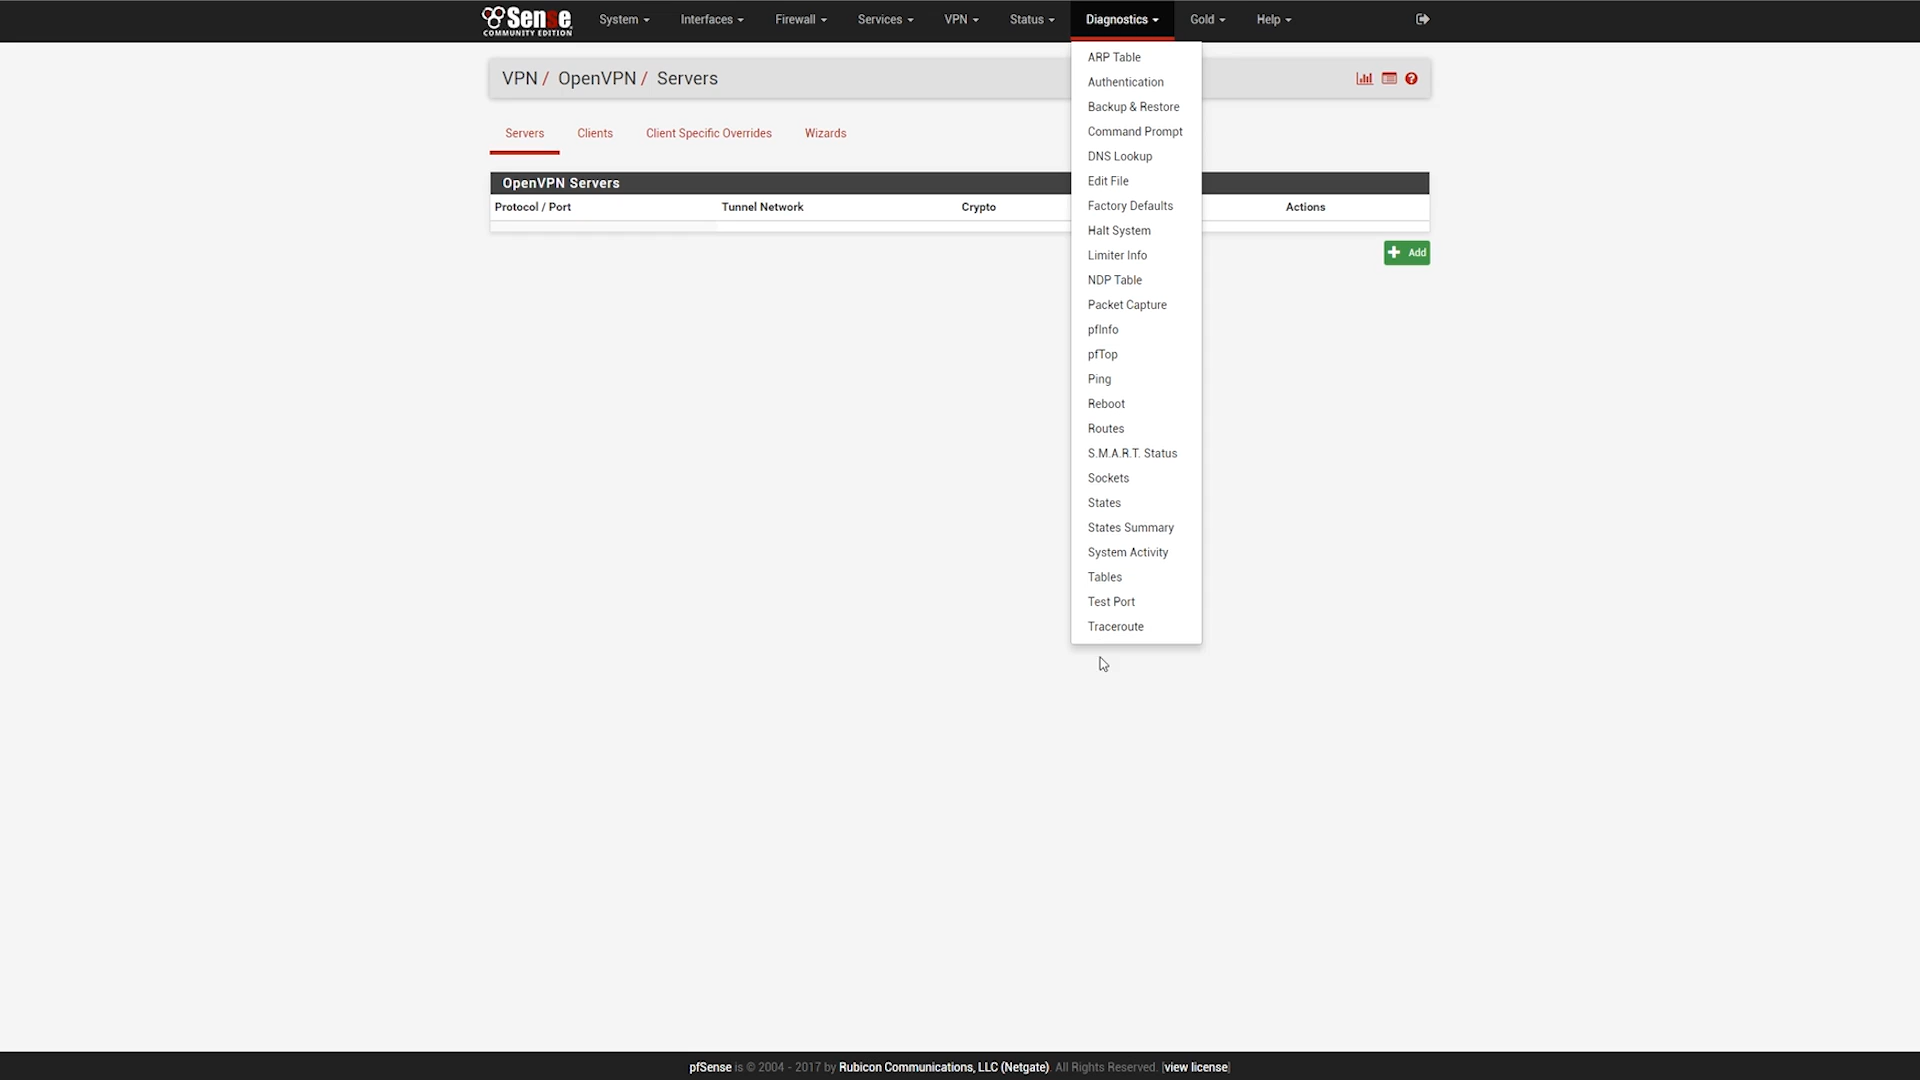 Sense
COMMUNITY EDITION
System
Interfaces
Firewall
Services
VPN
Status
Diagnostics
Gold
Help
VPN / OpenVPN / Servers
Servers
Clients
Client Specific Overrides
Wizards
OpenVPN Servers
Protocol / Port
Tunnel Network
Crypto
Actions
Add
ARP Table
Authentication
Backup & Restore
Command Prompt
DNS Lookup
Edit File
Factory Defaults
Halt System
Limiter Info
NDP Table
Packet Capture
pfInfo
pfTop
Ping
Reboot
Routes
S.M.A.R.T. Status
Sockets
States
States Summary
System Activity
Tables
Test Port
Traceroute
pfSense is © 2004 - 2017 by Rubicon Communications, LLC (Netgate). All Rights Reserved. [view license]